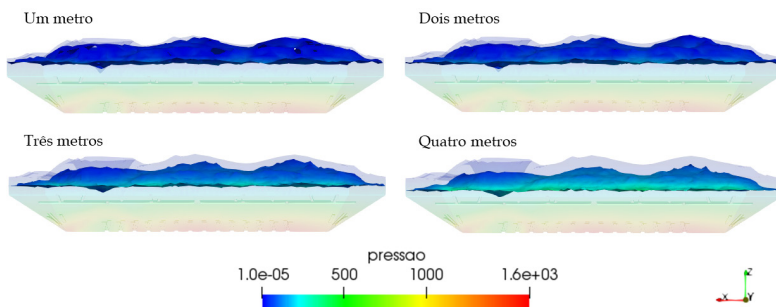 Um metro
Dois metros
Três metros
Quatro metros
pressao
1.0e-05 500 1000 1.6e+03
Z
X Y